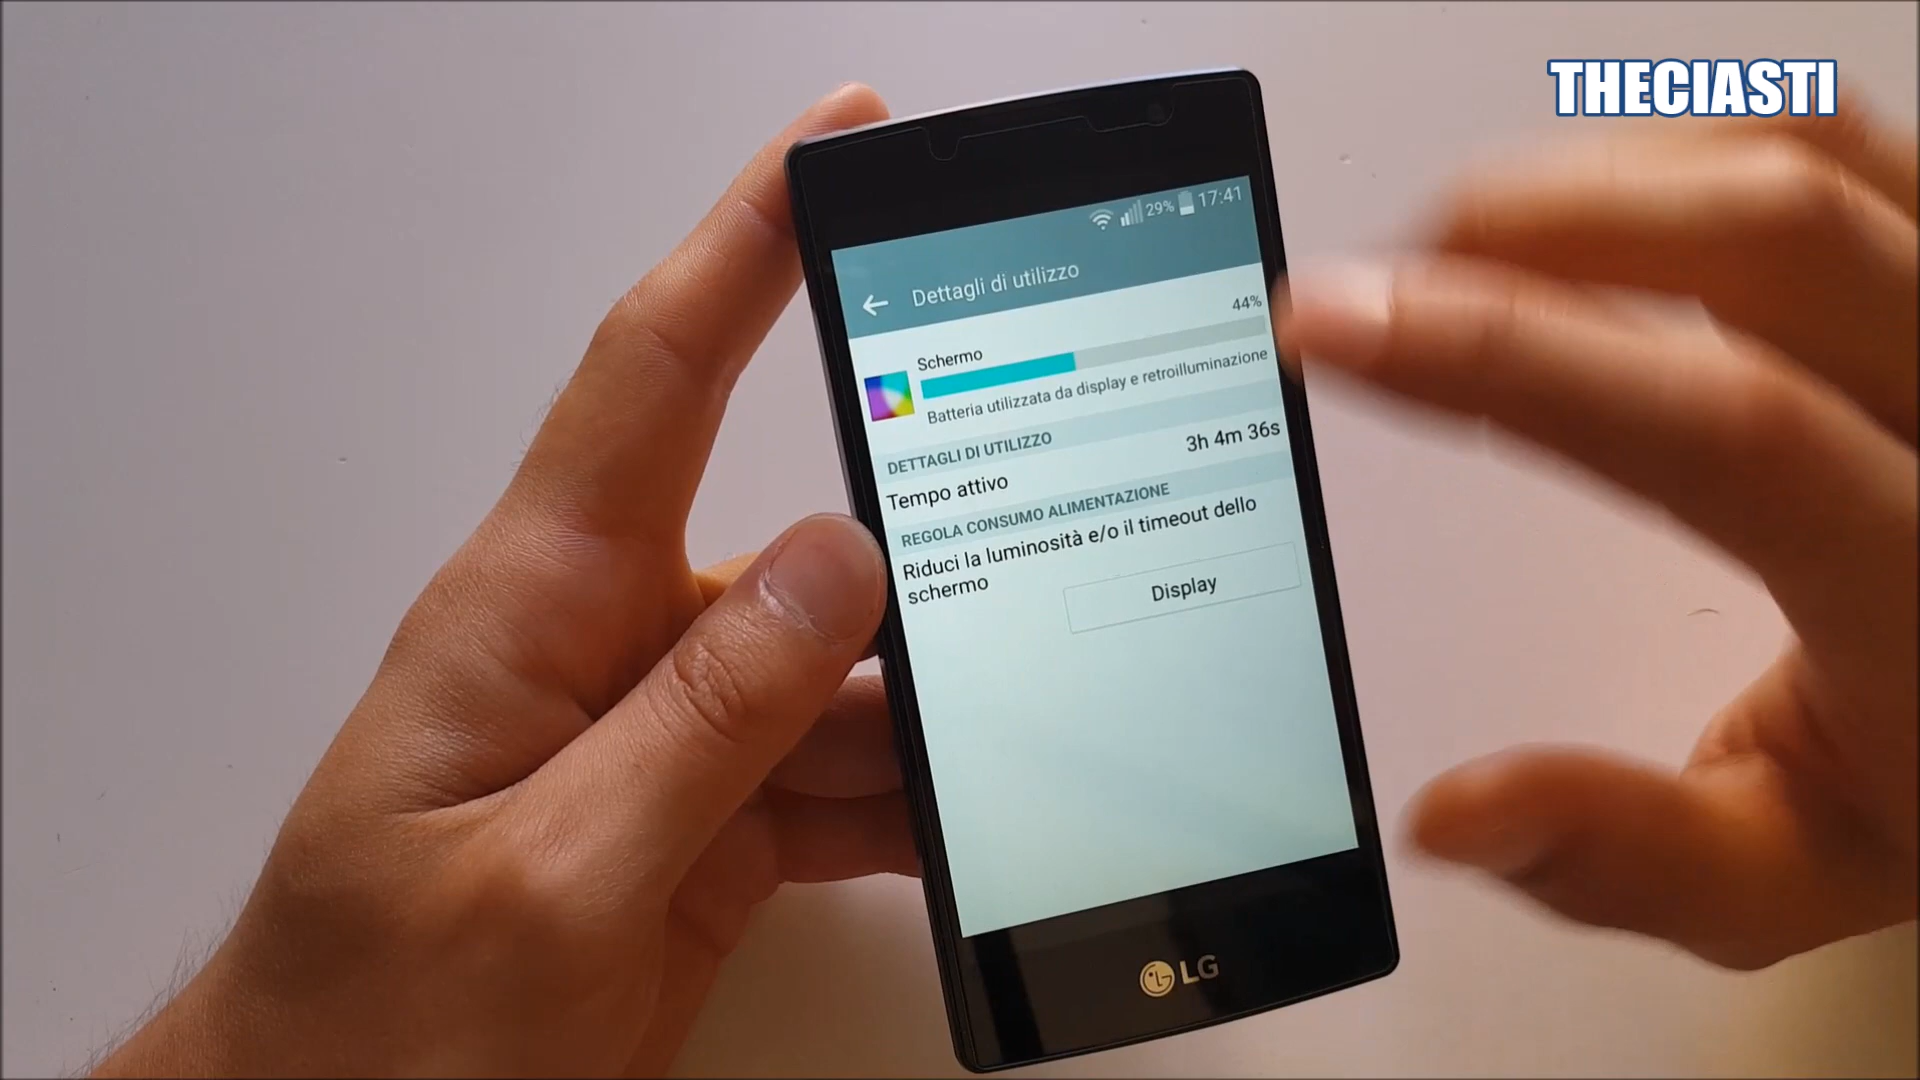 THECIASTI
29% 17:41
Dettagli di utilizzo
44%
Schermo
Batteria utilizzata da display e retroilluminazione
DETTAGLI DI UTILIZZO
Tempo attivo 3h 4m 36s
REGOLA CONSUMO ALIMENTAZIONE
Riduci la luminosità e/o il timeout dello
schermo
Display
LG